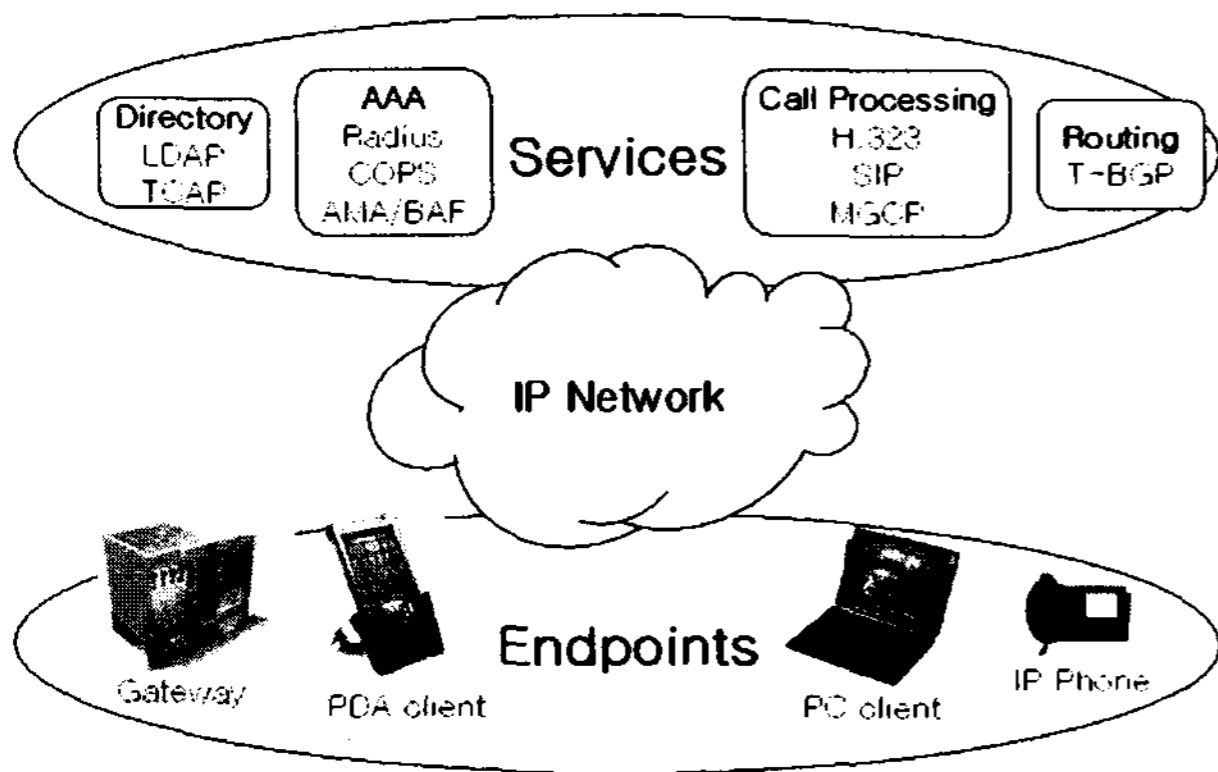 Directory
LDAP
TCAP
AAA
Radius
COPS
AMA/BAF
Services
Call Processing
H.323
SIP
MGCP
Routing
T-BGP
IP Network
Endpoints
Gateway
PDA client
PC client
IP Phone